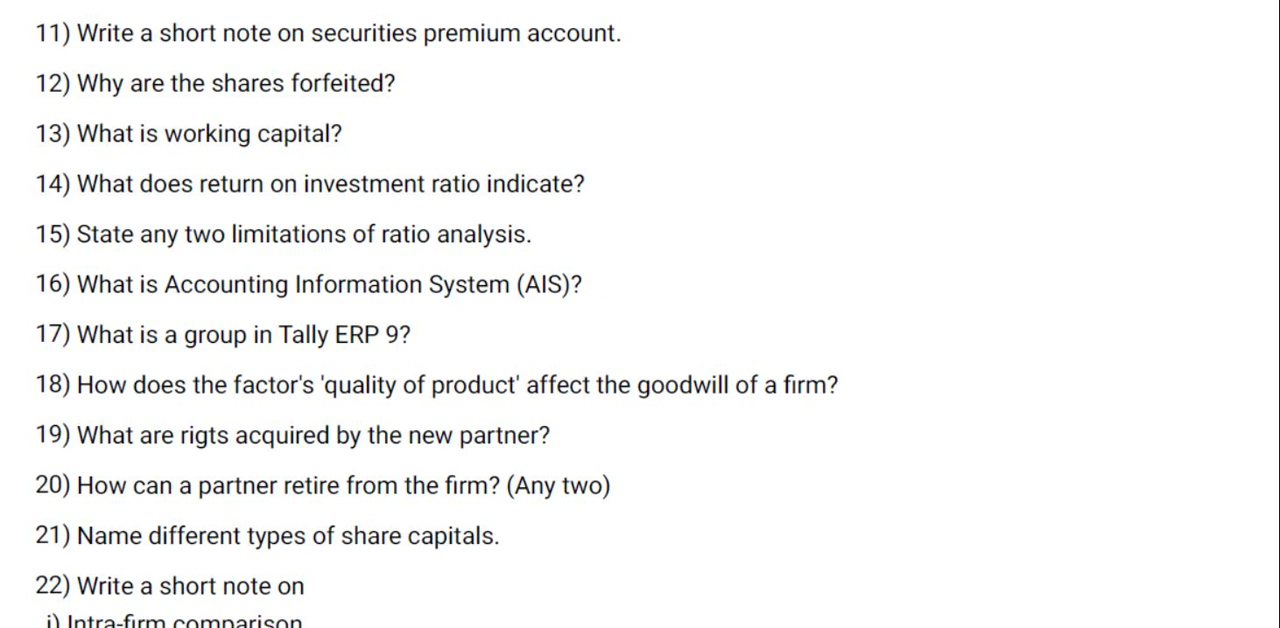 11) Write a short note on securities premium account.
12) Why are the shares forfeited?
13) What is working capital?
14) What does return on investment ratio indicate?
15) State any two limitations of ratio analysis.
16) What is Accounting Information System (AIS)?
17) What is a group in Tally ERP 9?
18) How does the factor's 'quality of product' affect the goodwill of a firm?
19) What are rigts acquired by the new partner?
20) How can a partner retire from the firm? (Any two)
21) Name different types of share capitals.
22) Write a short note on
i) Intra-firm comparison